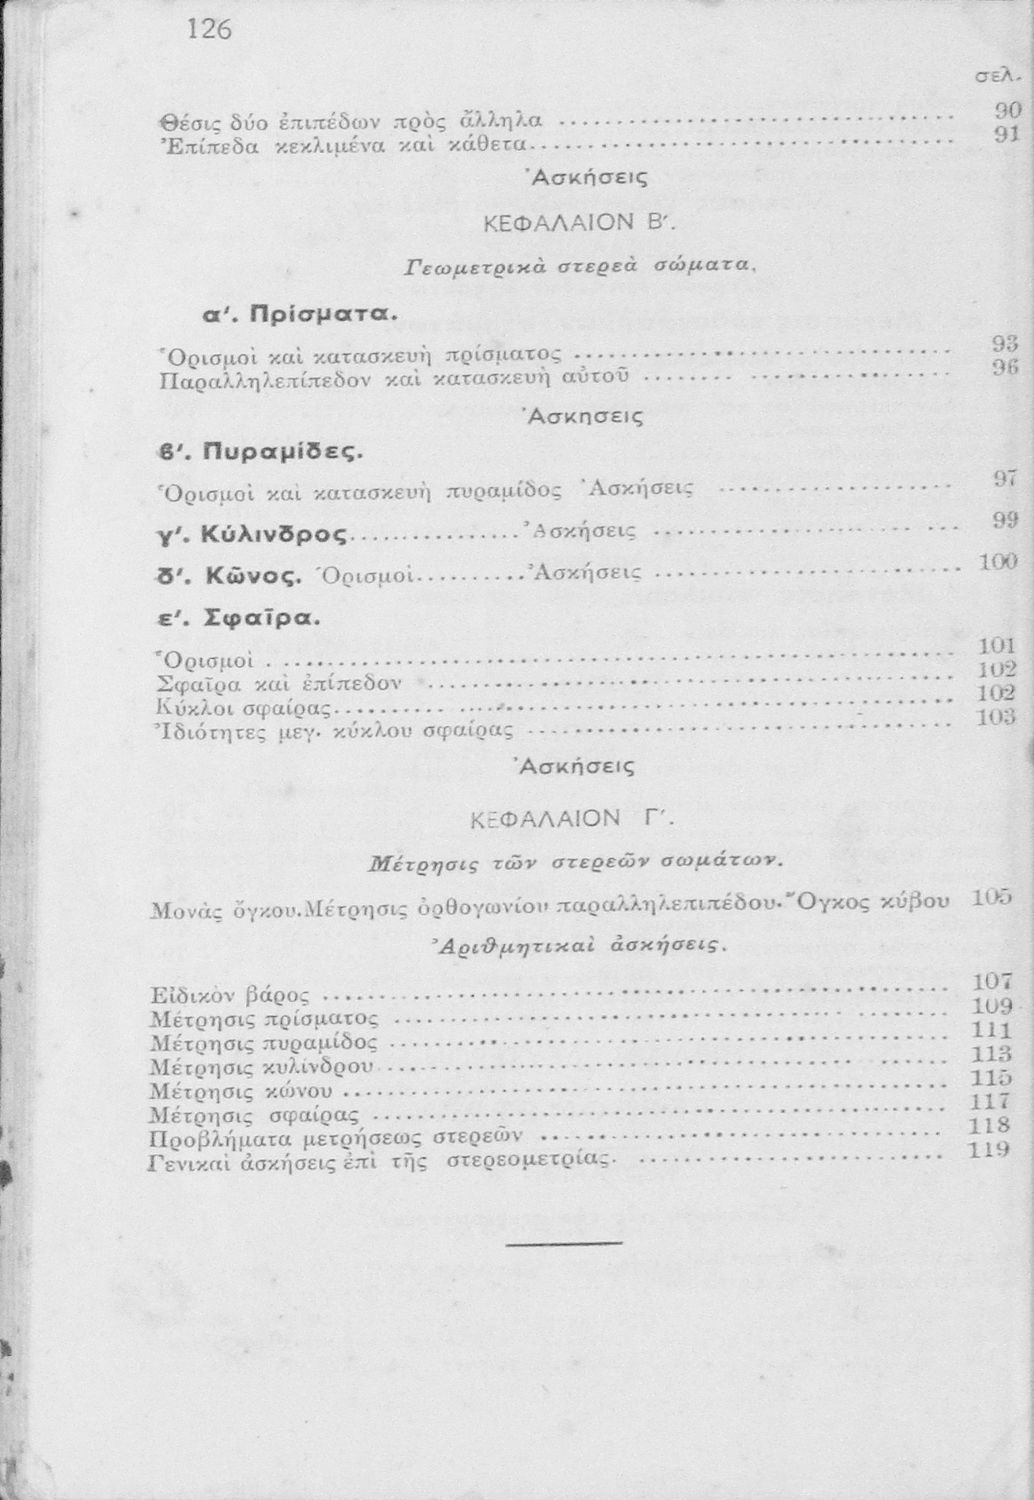 126
σελ.
Θέσις δύο ἐπιπέδων πρὸς ἄλληλα .......... 90
Ἐπίπεδα κεκλιμένα καὶ κάθετα.......... 91
Ἀσκήσεις
ΚΕΦΑΛΑΙΟΝ Β′.
Γεωμετρικὰ στερεὰ σώματα.
α′. Πρίσματα.
Ὁρισμοὶ καὶ κατασκευὴ πρίσματος .......... 93
Παραλληλεπίπεδον καὶ κατασκευὴ αὐτοῦ .......... 96
Ἀσκησεις
β′. Πυραμίδες.
Ὁρισμοὶ καὶ κατασκευὴ πυραμίδος Ἀσκήσεις .......... 97
γ′. Κύλινδρος.......... Ἀσκήσεις .......... 99
δ′. Κῶνος. Ὁρισμοὶ..........Ἀσκήσεις .......... 100
ε′. Σφαῖρα.
Ὁρισμοὶ .......... 101
Σφαῖρα καὶ ἐπίπεδον .......... 102
Κύκλοι σφαίρας.......... 102
Ἰδιότητες μεγ. κύκλου σφαίρας .......... 103
Ἀσκήσεις
ΚΕΦΑΛΑΙΟΝ Γ′.
Μέτρησις τῶν στερεῶν σωμάτων.
Μονὰς ὄγκου.Μέτρησις ὀρθογωνίου παραλληλεπιπέδου.Ὄγκος κύβου 105
Ἀριθμητικαὶ ἀσκήσεις.
Εἰδικὸν βάρος .......... 107
Μέτρησις πρίσματος .......... 109
Μέτρησις πυραμίδος .......... 111
Μέτρησις κυλίνδρου .......... 113
Μέτρησις κώνου .......... 115
Μέτρησις σφαίρας .......... 117
Προβλήματα μετρήσεως στερεῶν .......... 118
Γενικαὶ ἀσκήσεις ἐπὶ τῆς στερεομετρίας. .......... 119